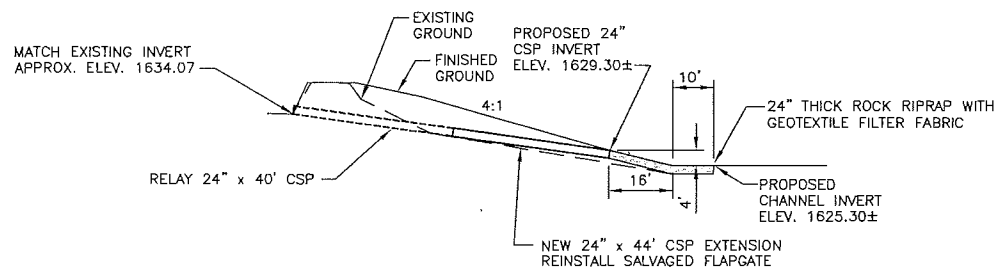 EXISTING
GROUND
PROPOSED 24"
CSP INVERT
ELEV. 1629.30±
MATCH EXISTING INVERT
APPROX. ELEV. 1634.07
FINISHED
GROUND
10'
4:1
24" THICK ROCK RIPRAP WITH
GEOTEXTILE FILTER FABRIC
RELAY 24" x 40' CSP
16'
4'
PROPOSED
CHANNEL INVERT
ELEV. 1625.30±
NEW 24" x 44' CSP EXTENSION
REINSTALL SALVAGED FLAPGATE